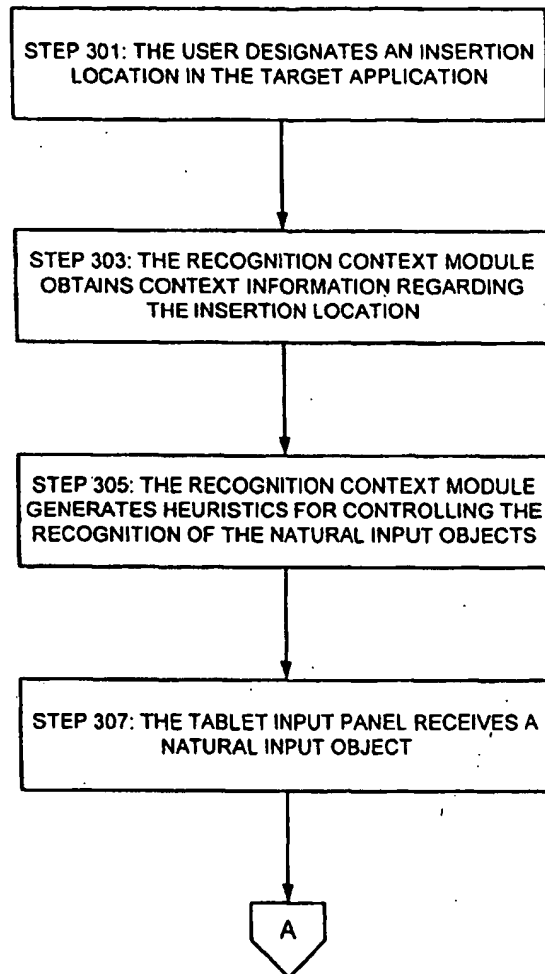 STEP 301: THE USER DESIGNATES AN INSERTION
LOCATION IN THE TARGET APPLICATION
STEP 303: THE RECOGNITION CONTEXT MODULE
OBTAINS CONTEXT INFORMATION REGARDING
THE INSERTION LOCATION
STEP 305: THE RECOGNITION CONTEXT MODULE
GENERATES HEURISTICS FOR CONTROLLING THE
RECOGNITION OF THE NATURAL INPUT OBJECTS
STEP 307: THE TABLET INPUT PANEL RECEIVES A
NATURAL INPUT OBJECT
A